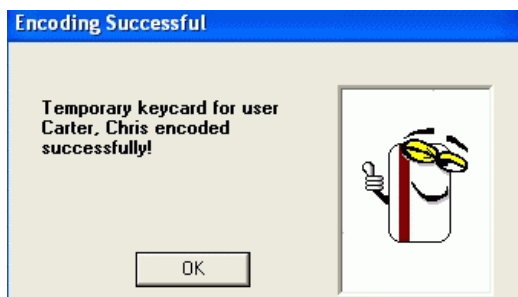 Encoding Successful
Temporary keycard for user
Carter, Chris encoded
successfully!
OK